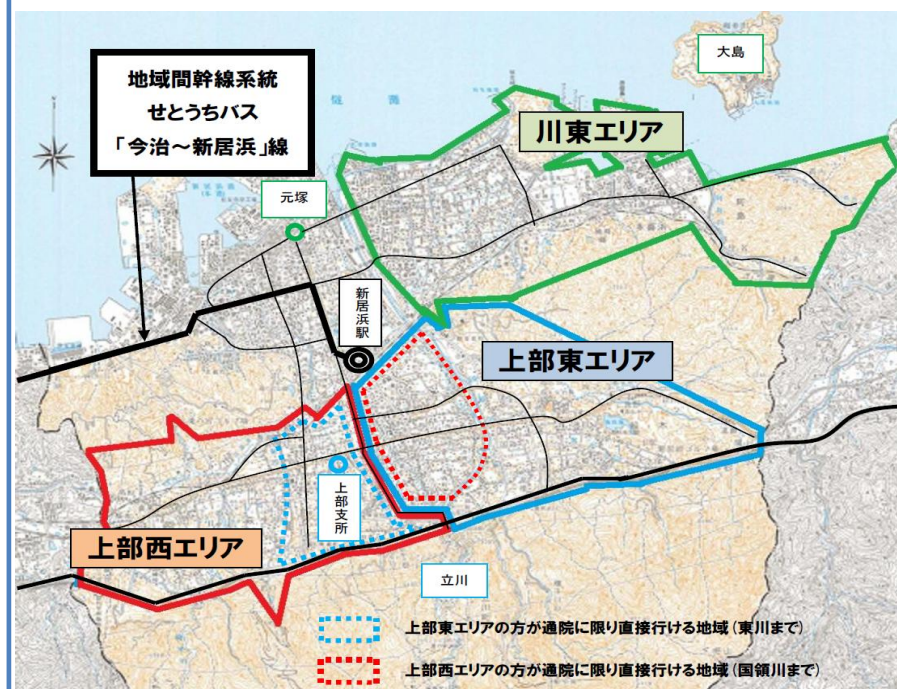 大島
地域間幹線系統
せとうちバス
「今治～新居浜」線
川東エリア
元塚
新居浜駅
上部東エリア
上部支所
上部西エリア
立川
上部東エリアの方が通院に限り直接行ける地域(東川まで)
上部西エリアの方が通院に限り直接行ける地域(国領川まで)